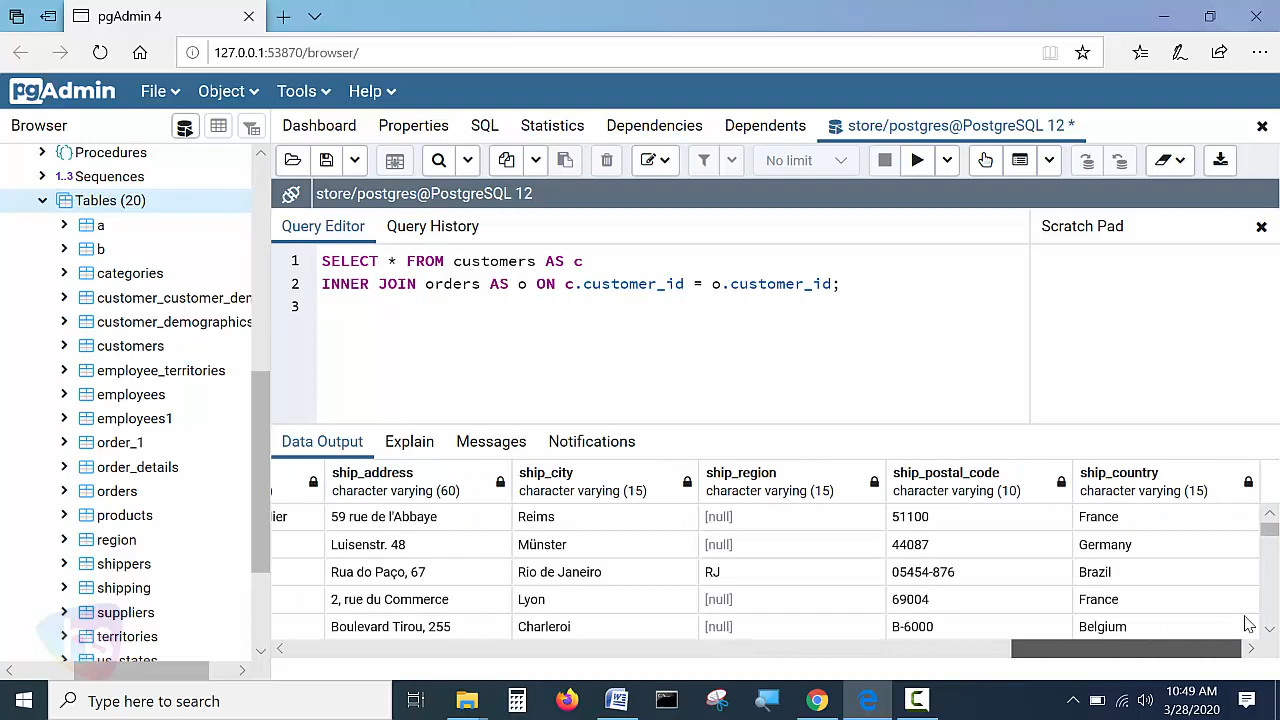 pgAdmin 4
127.0.0.1:53870/browser/
pgAdmin File Object Tools Help
Browser
Dashboard Properties SQL Statistics Dependencies Dependents store/postgres@PostgreSQL 12 *
Procedures
1..3 Sequences
Tables (20)
a
b
categories
customer_customer_den
customer_demographics
customers
employee_territories
employees
employees1
order_1
order_details
orders
products
region
shippers
shipping
suppliers
territories
us_states
No limit
store/postgres@PostgreSQL 12
Query Editor Query History Scratch Pad
1 SELECT * FROM customers AS c
2 INNER JOIN orders AS o ON c.customer_id = o.customer_id;
3
Data Output Explain Messages Notifications
ship_address ship_city ship_region ship_postal_code ship_country
) character varying (60) character varying (15) character varying (15) character varying (10) character varying (15)
ier 59 rue de l'Abbaye Reims [null] 51100 France
Luisenstr. 48 Münster [null] 44087 Germany
Rua do Paço, 67 Rio de Janeiro RJ 05454-876 Brazil
2, rue du Commerce Lyon [null] 69004 France
Boulevard Tirou, 255 Charleroi [null] B-6000 Belgium
Type here to search
10:49 AM
3/28/2020